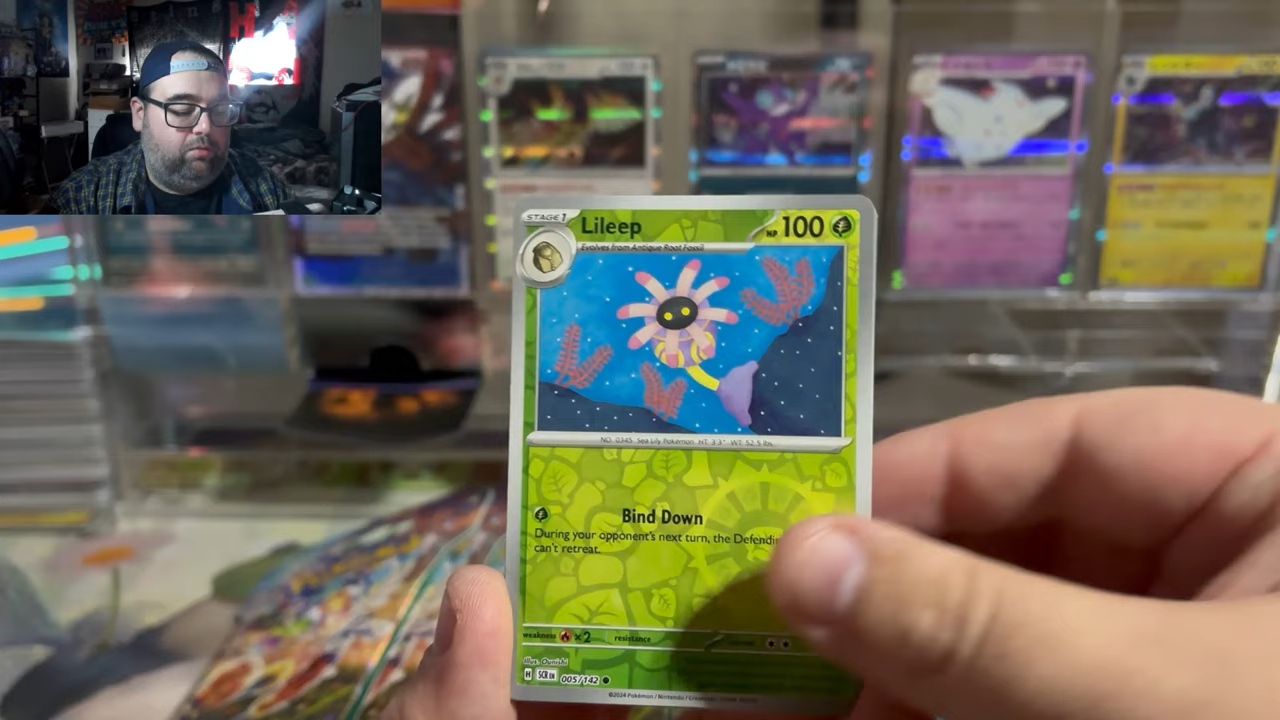 STAGE 1
Lileep
HP 100
Evolves from Antique Root Fossil
NO. 0345 Sea Lily Pokémon HT: 3'3" WT: 52.5 lbs.
Bind Down
During your opponent's next turn, the
can't retreat.
weakness ×2 resistance
Illus.
H SCR EN 005/142
©2024 Pokémon / Nintendo /